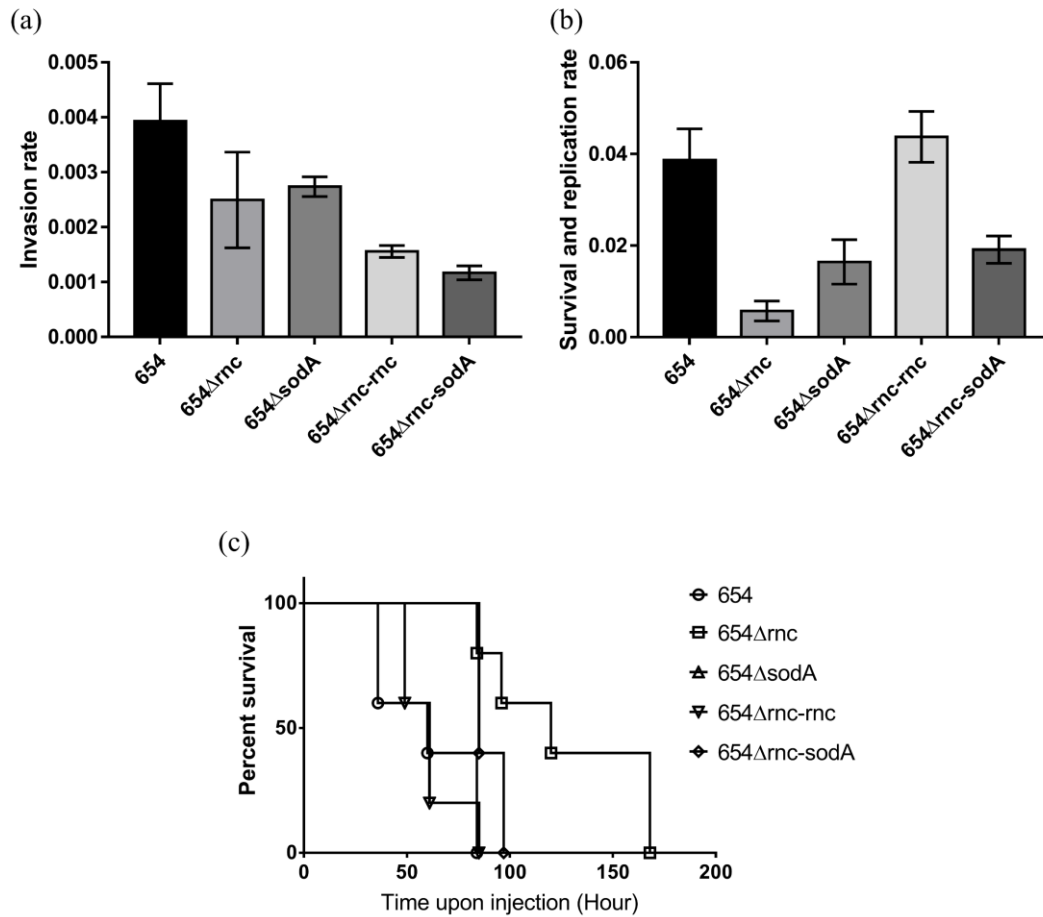 (a)
Invasion rate
0.005
0.004
0.003
0.002
0.001
0.000
654
654Δrnc
654ΔsodA
654Δrnc-rnc
654Δrnc-sodA
(b)
Survival and replication rate
0.06
0.04
0.02
0.00
654
654Δrnc
654ΔsodA
654Δrnc-rnc
654Δrnc-sodA
(c)
Percent survival
100
50
0
0
50
100
150
200
Time upon injection (Hour)
654
654Δrnc
654ΔsodA
654Δrnc-rnc
654Δrnc-sodA